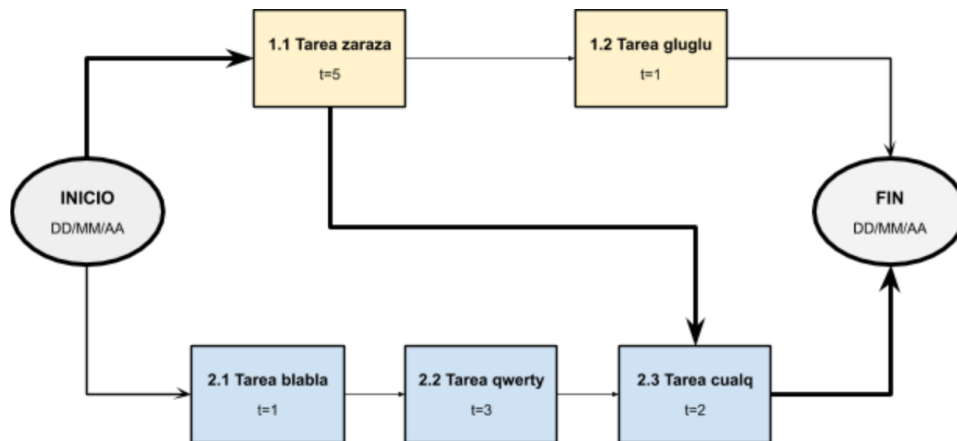 1.1 Tarea zaraza
t=5
1.2 Tarea gluglu
t=1
INICIO
DD/MM/AA
FIN
DD/MM/AA
2.1 Tarea blabla
t=1
2.2 Tarea qwerty
t=3
2.3 Tarea cualq
t=2